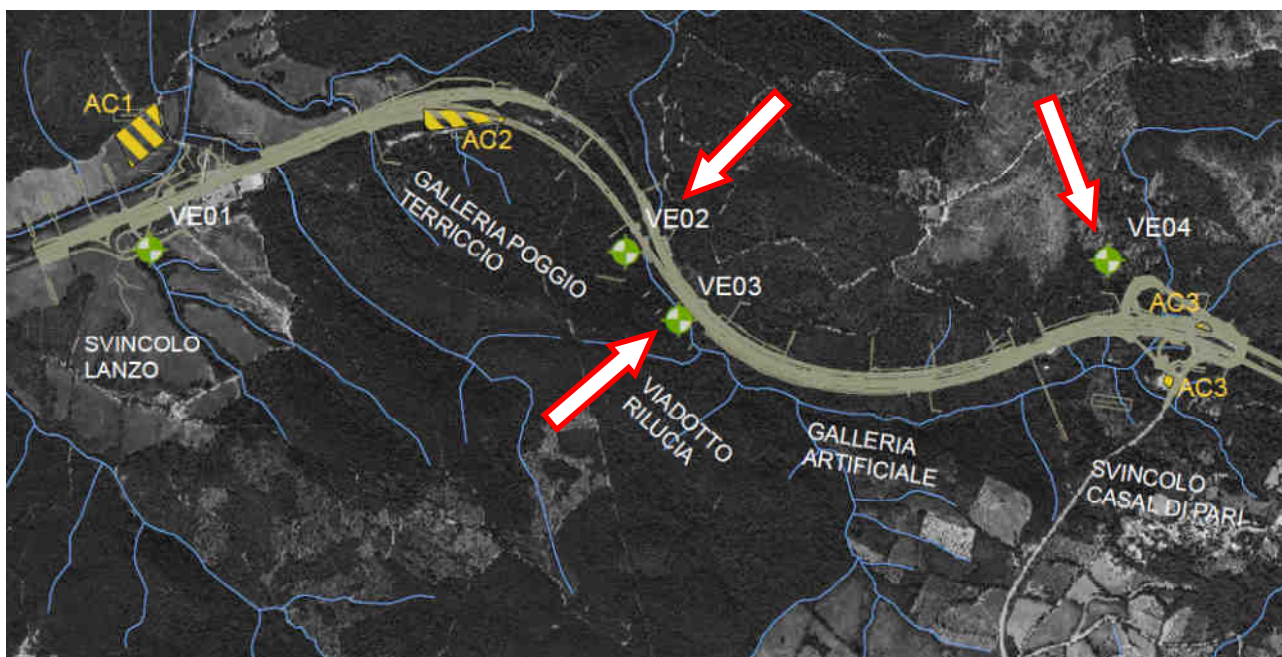 AC1
AC2
VE01
GALLERIA POGGIO
TERRICCIO
VE02
VE04
VE03
AC3
SVINCOLO
LANZO
VIADOTTO
RILUCIA
AC3
GALLERIA
ARTIFICIALE
SVINCOLO
CASAL DI PARI